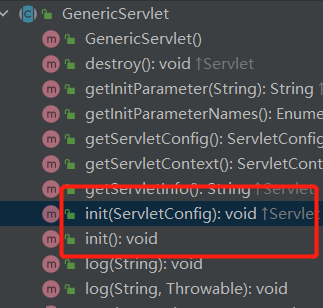 GenericServlet
GenericServlet()
destroy(): void ↑Servlet
getInitParameter(String): String ↑
getInitParameterNames(): Enume
getServletConfig(): ServletConfig
getServletContext(): ServletCont
getServletInfo(): String ↑Servlet
init(ServletConfig): void ↑Servlet
init(): void
log(String): void
log(String, Throwable): void